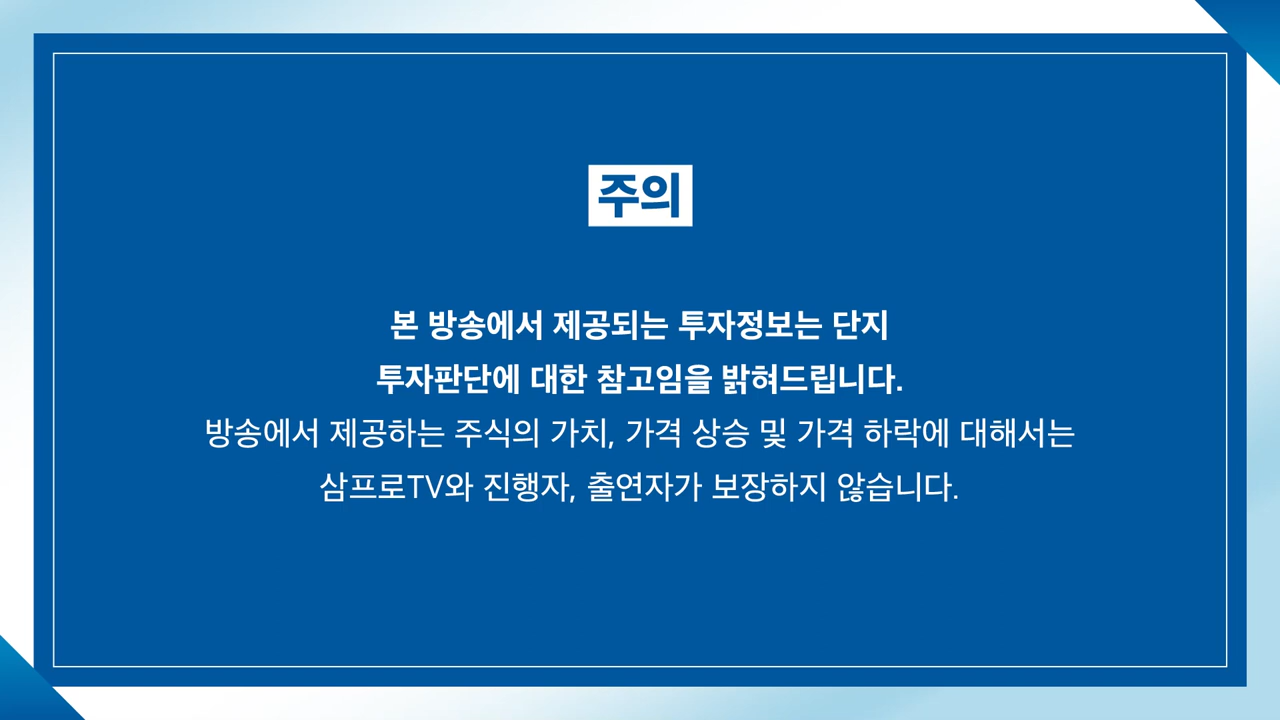 주의
본 방송에서 제공되는 투자정보는 단지
투자판단에 대한 참고임을 밝혀드립니다.
방송에서 제공하는 주식의 가치, 가격 상승 및 가격 하락에 대해서는
삼프로TV와 진행자, 출연자가 보장하지 않습니다.